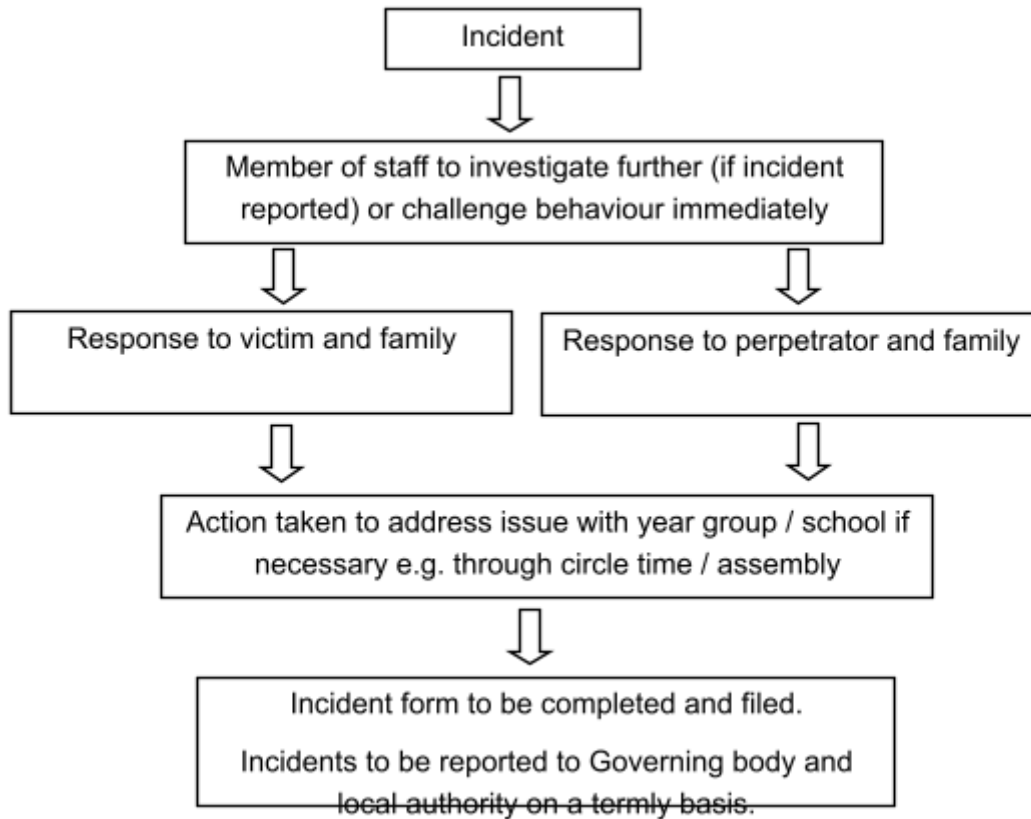 Incident
Member of staff to investigate further (if incident
reported) or challenge behaviour immediately
Response to victim and family
Response to perpetrator and family
Action taken to address issue with year group / school if
necessary e.g. through circle time / assembly
Incident form to be completed and filed.
Incidents to be reported to Governing body and
local authority on a termly basis.